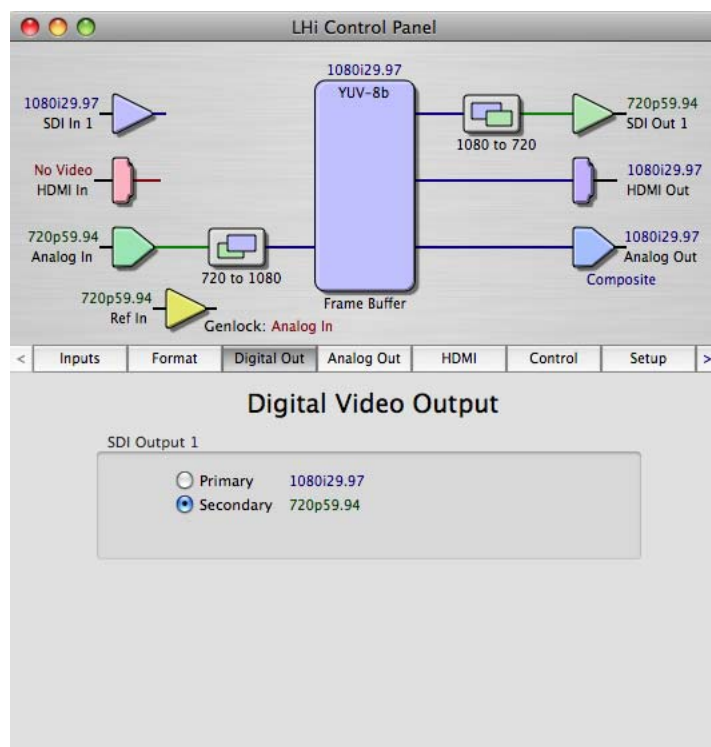 LHi Control Panel
1080i29.97
YUV-8b
1080i29.97
SDI In 1
1080 to 720
720p59.94
SDI Out 1
No Video
HDMI In
1080i29.97
HDMI Out
720p59.94
Analog In
720 to 1080
1080i29.97
Analog Out
Composite
720p59.94
Ref In
Genlock: Analog In
Frame Buffer
< Inputs Format Digital Out Analog Out HDMI Control Setup >
Digital Video Output
SDI Output 1
Primary 1080i29.97
Secondary 720p59.94